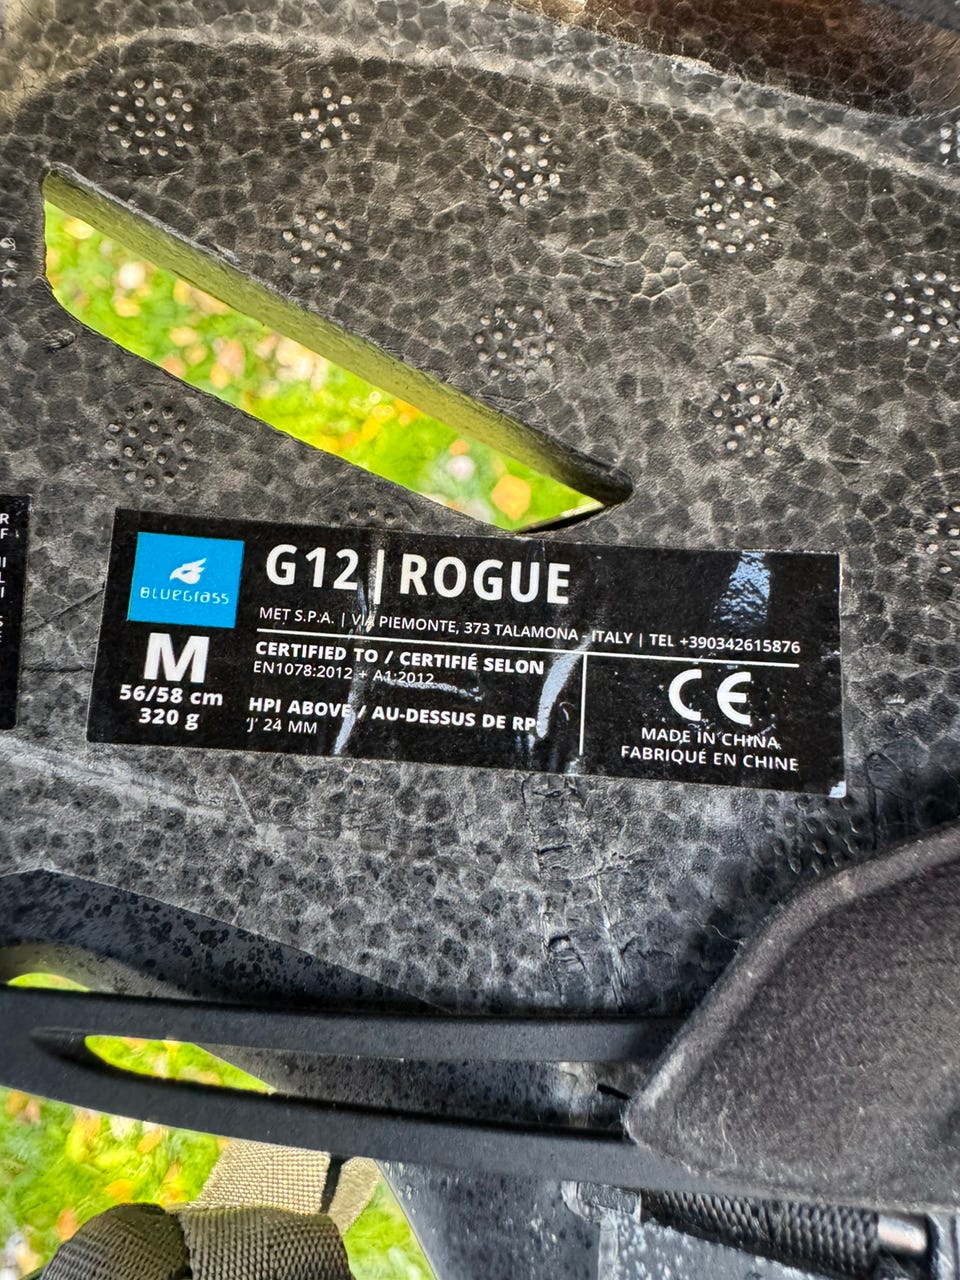 BLUEGRASS
G12 | ROGUE
MET S.P.A. | VIA PIEMONTE, 373 TALAMONA - ITALY | TEL +390342615876
M
56/58 cm
320 g
CERTIFIED TO / CERTIFIÉ SELON
EN1078:2012 + A1:2012
HPI ABOVE / AU-DESSUS DE RP:
'J' 24 MM
CE
MADE IN CHINA
FABRIQUÉ EN CHINE